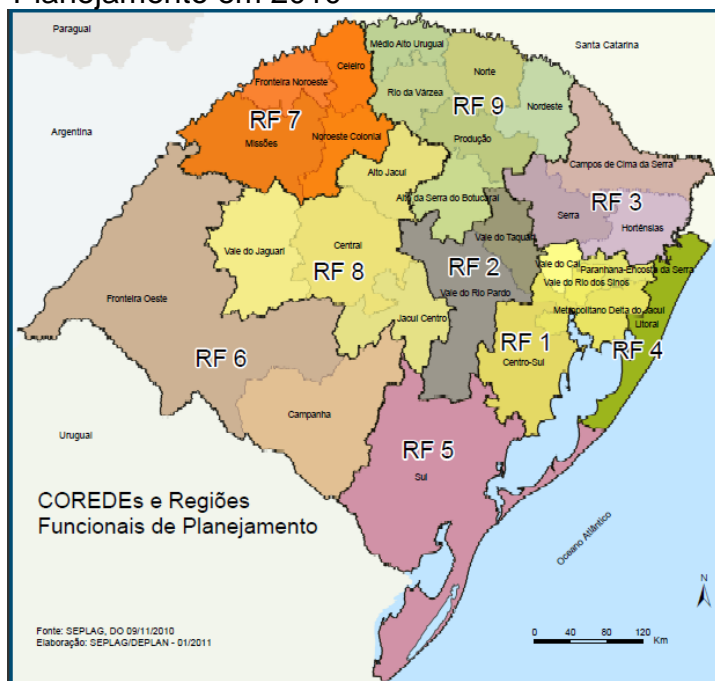 Planejamento em 2010
Paraguai
Santa Catarina
Argentina
Médio Alto Uruguai
Norte
Celeiro
Fronteira Noroeste
Rio da Várzea
RF 9
Nordeste
RF 7
Missões
Noroeste Colonial
Produção
Alto Jacuí
Campos de Cima da Serra
Alto da Serra do Botucaraí
Serra
RF 3
Hortênsias
Vale do Jaguari
Central
Vale do Taquari
RF 8
RF 2
Vale do Caí
Paranhana-Encosta da Serra
Vale do Rio dos Sinos
Vale do Rio Pardo
Fronteira Oeste
Jacuí Centro
Metropolitano Delta do Jacuí
Litoral
RF 1
RF 4
RF 6
Centro-Sul
Campanha
Uruguai
RF 5
Sul
COREDEs e Regiões
Funcionais de Planejamento
Oceano Atlântico
N
Fonte: SEPLAG, DO 09/11/2010
Elaboração: SEPLAG/DEPLAN - 01/2011
0 40 80 120
Km